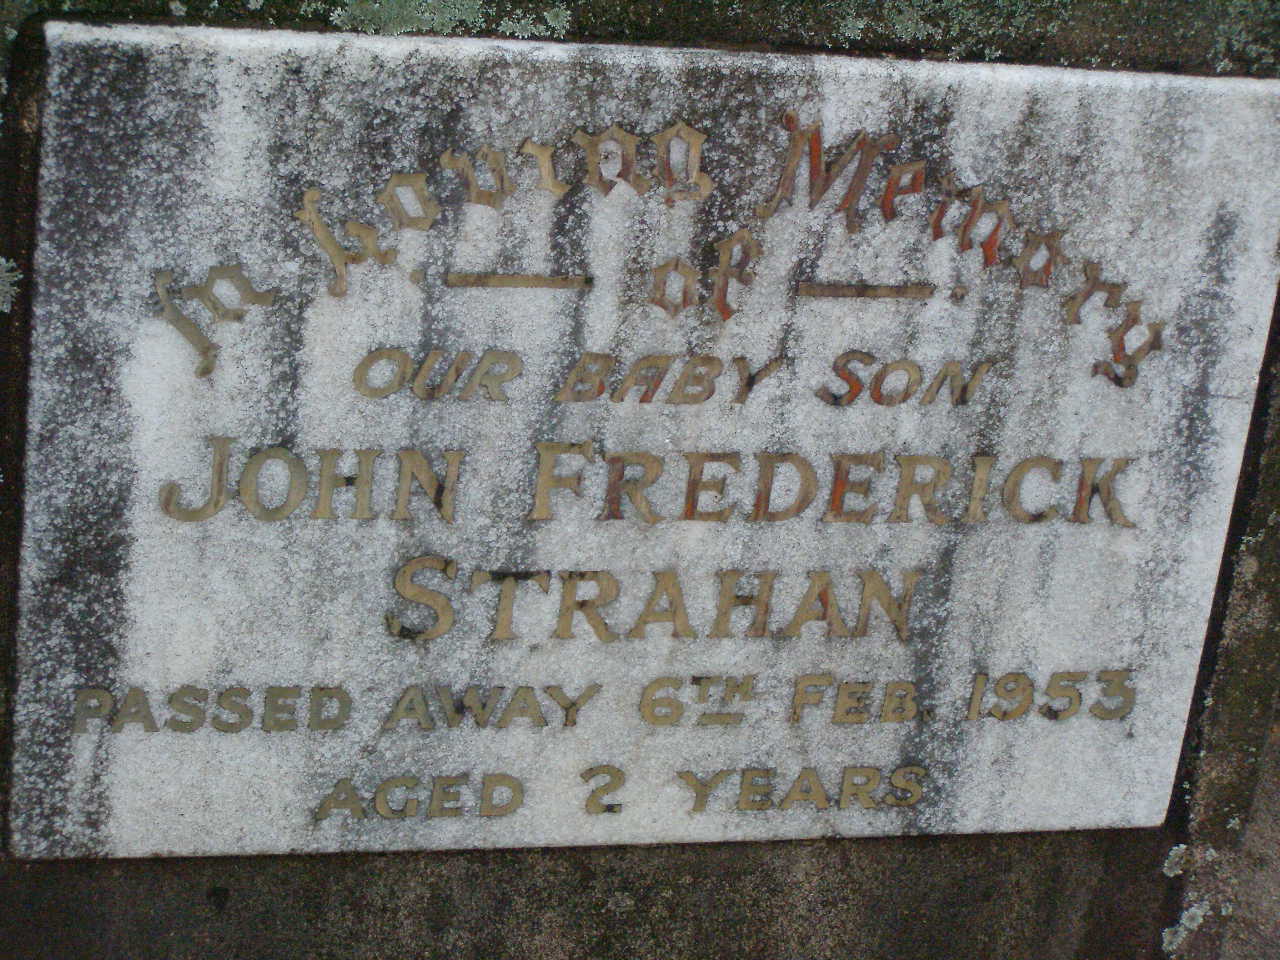 In Loving Memory
— of —
OUR BABY SON
JOHN FREDERICK
STRAHAN
PASSED AWAY 6TH FEB 1953
AGED 2 YEARS